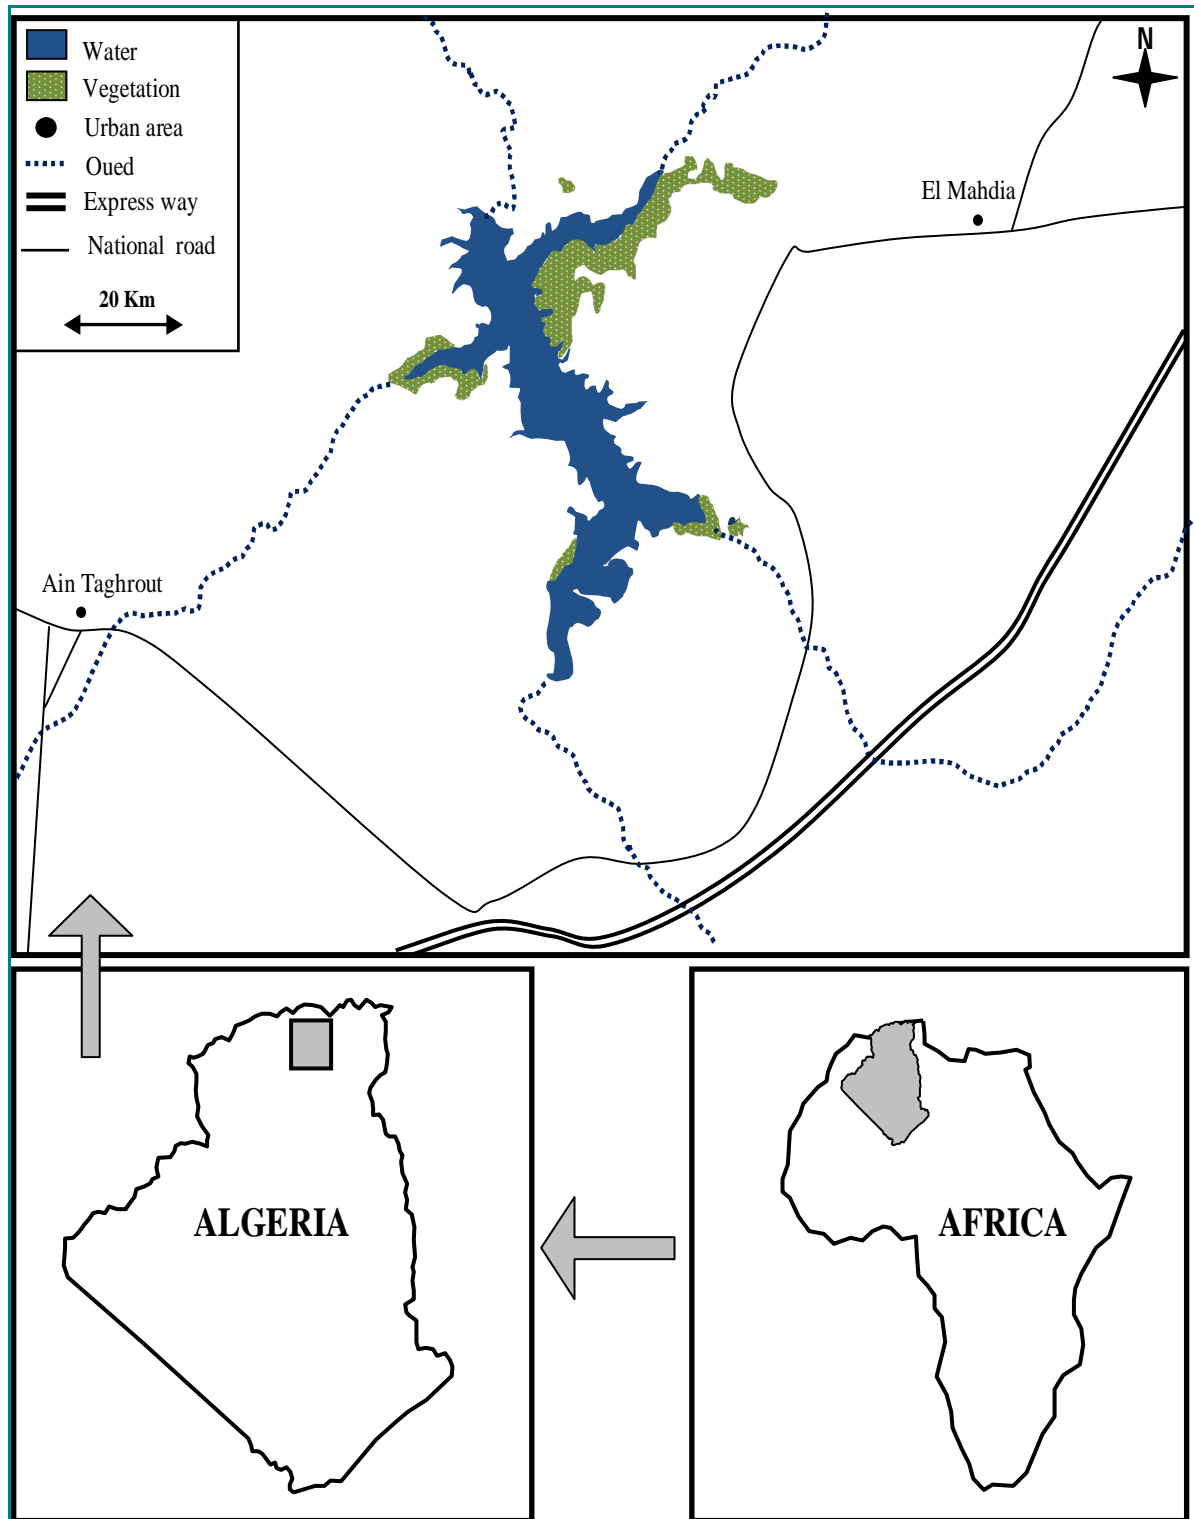 Water
Vegetation
Urban area
Oued
Express way
National road
20 Km
N
El Mahdia
Ain Taghrout
ALGERIA
AFRICA